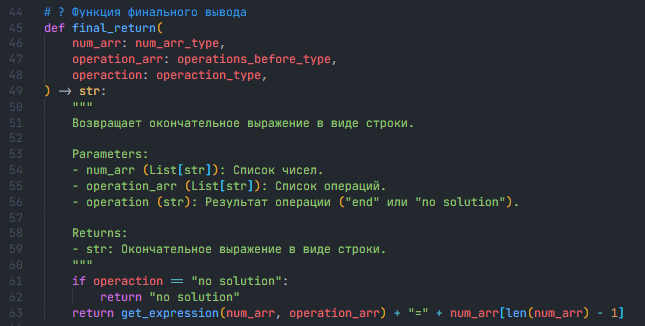 44 # ? Функция финального вывода
45 def final_return(
46 num_arr: num_arr_type,
47 operation_arr: operations_before_type,
48 operaction: operaction_type,
49 ) -> str:
50 """
51 Возвращает окончательное выражение в виде строки.
52
53 Parameters:
54 - num_arr (List[str]): Список чисел.
55 - operation_arr (List[str]): Список операций.
56 - operation (str): Результат операции ("end" или "no solution").
57
58 Returns:
59 - str: Окончательное выражение в виде строки.
60 """
61 if operaction == "no solution":
62 return "no solution"
63 return get_expression(num_arr, operation_arr) + "=" + num_arr[len(num_arr) - 1]